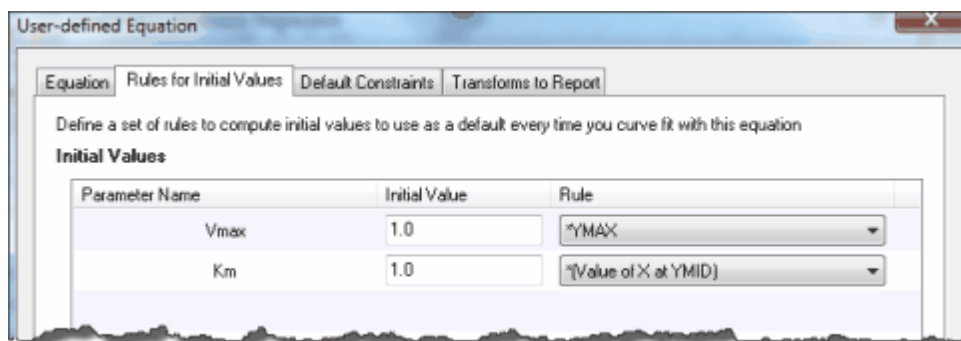 User-defined Equation
Equation Rules for Initial Values Default Constraints Transforms to Report
Define a set of rules to compute initial values to use as a default every time you curve fit with this equation
Initial Values
Parameter Name Initial Value Rule
Vmax 1.0 *YMAX
Km 1.0 *(Value of X at YMID)